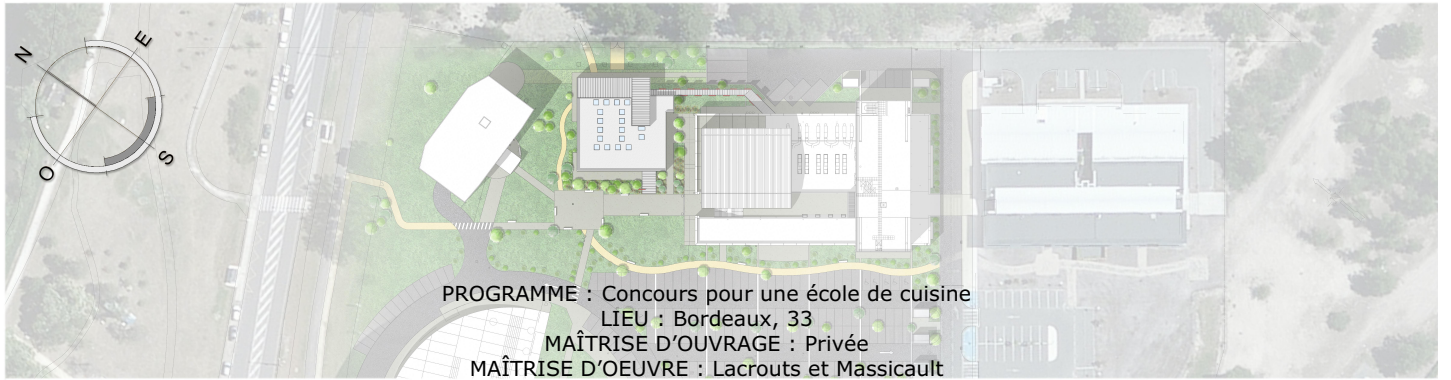 N
E
O
S
PROGRAMME : Concours pour une école de cuisine
LIEU : Bordeaux, 33
MAÎTRISE D'OUVRAGE : Privée
MAÎTRISE D'OEUVRE : Lacrouts et Massicault